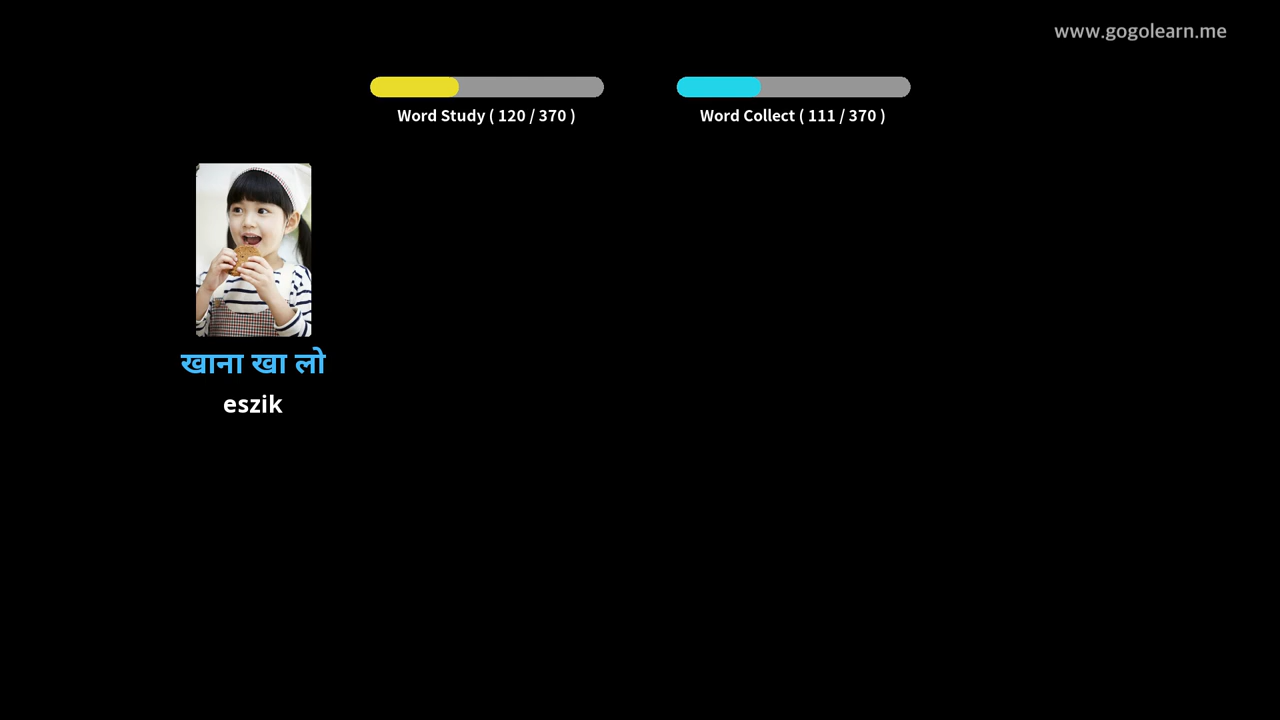 www.gogolearn.me
Word Study ( 120 / 370 )
Word Collect ( 111 / 370 )
खाना खा लो
eszik